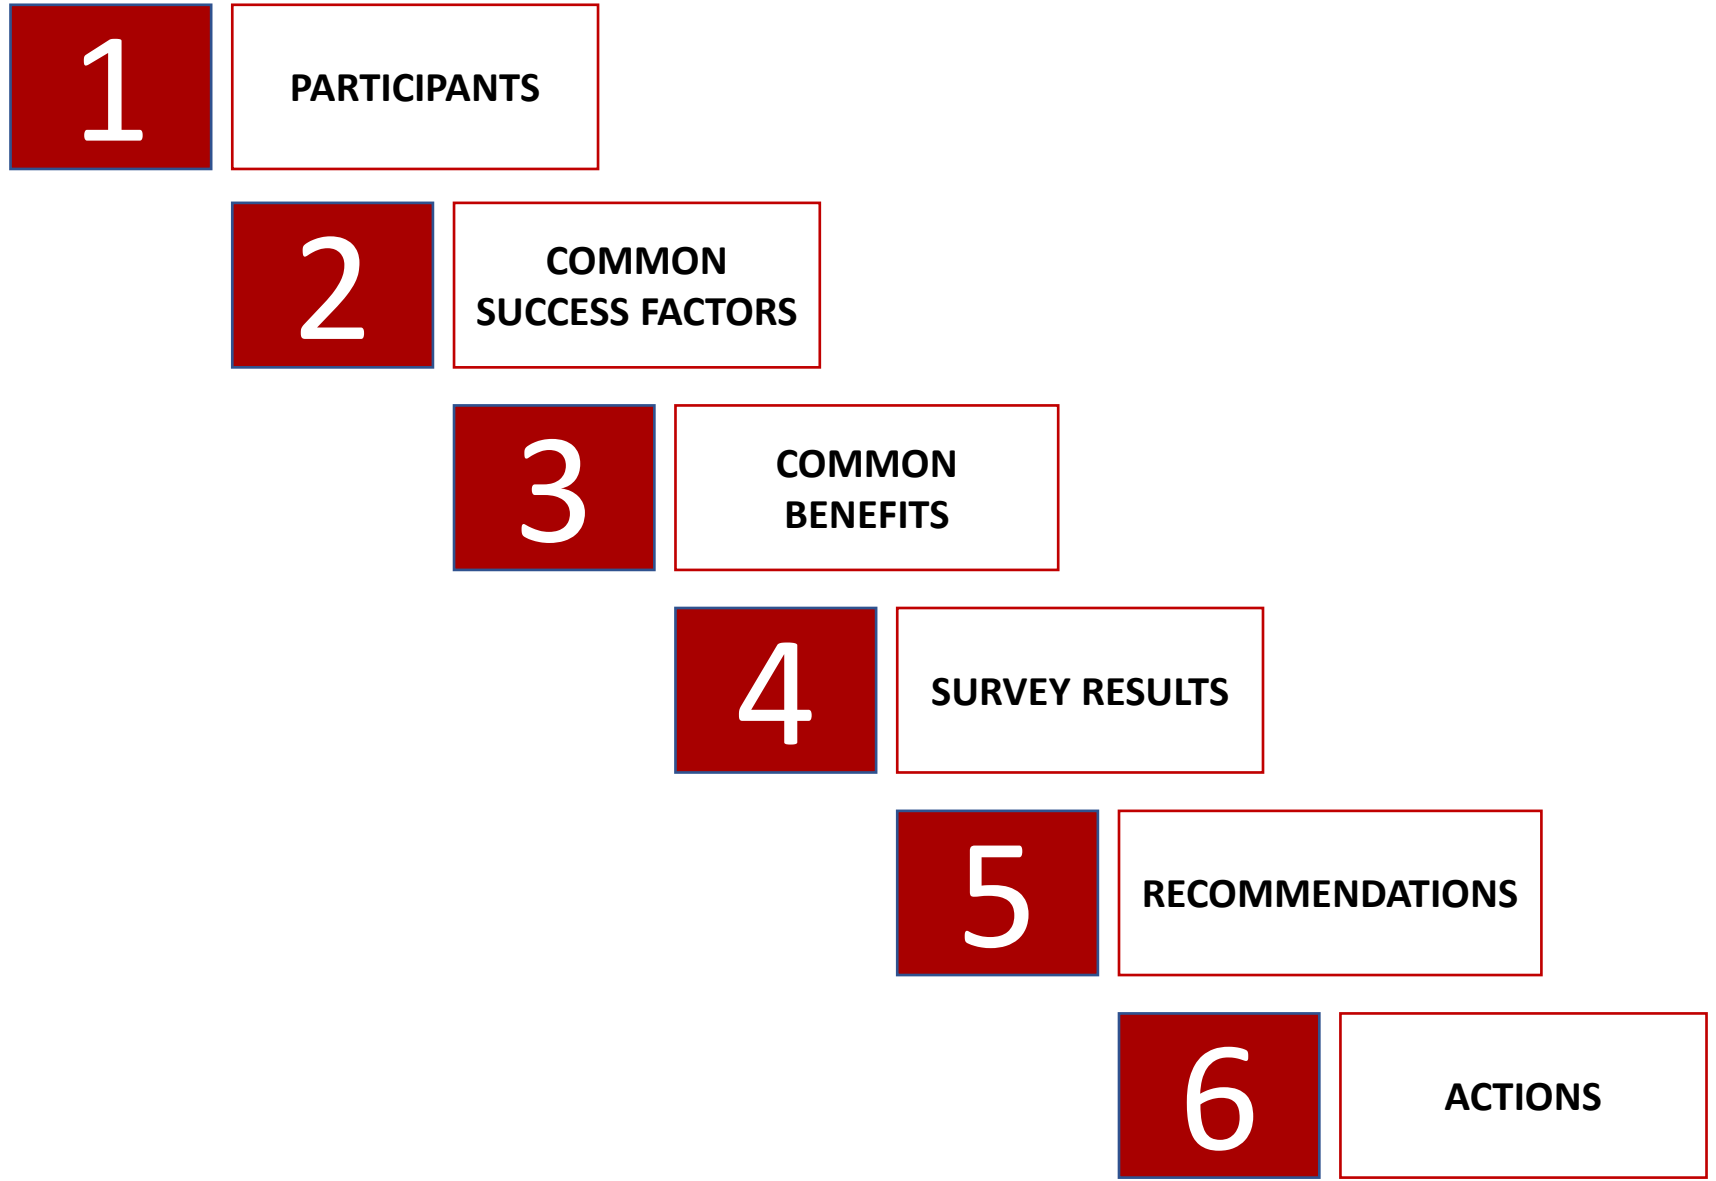 1
PARTICIPANTS
2
COMMON
SUCCESS FACTORS
3
COMMON
BENEFITS
4
SURVEY RESULTS
5
RECOMMENDATIONS
6
ACTIONS